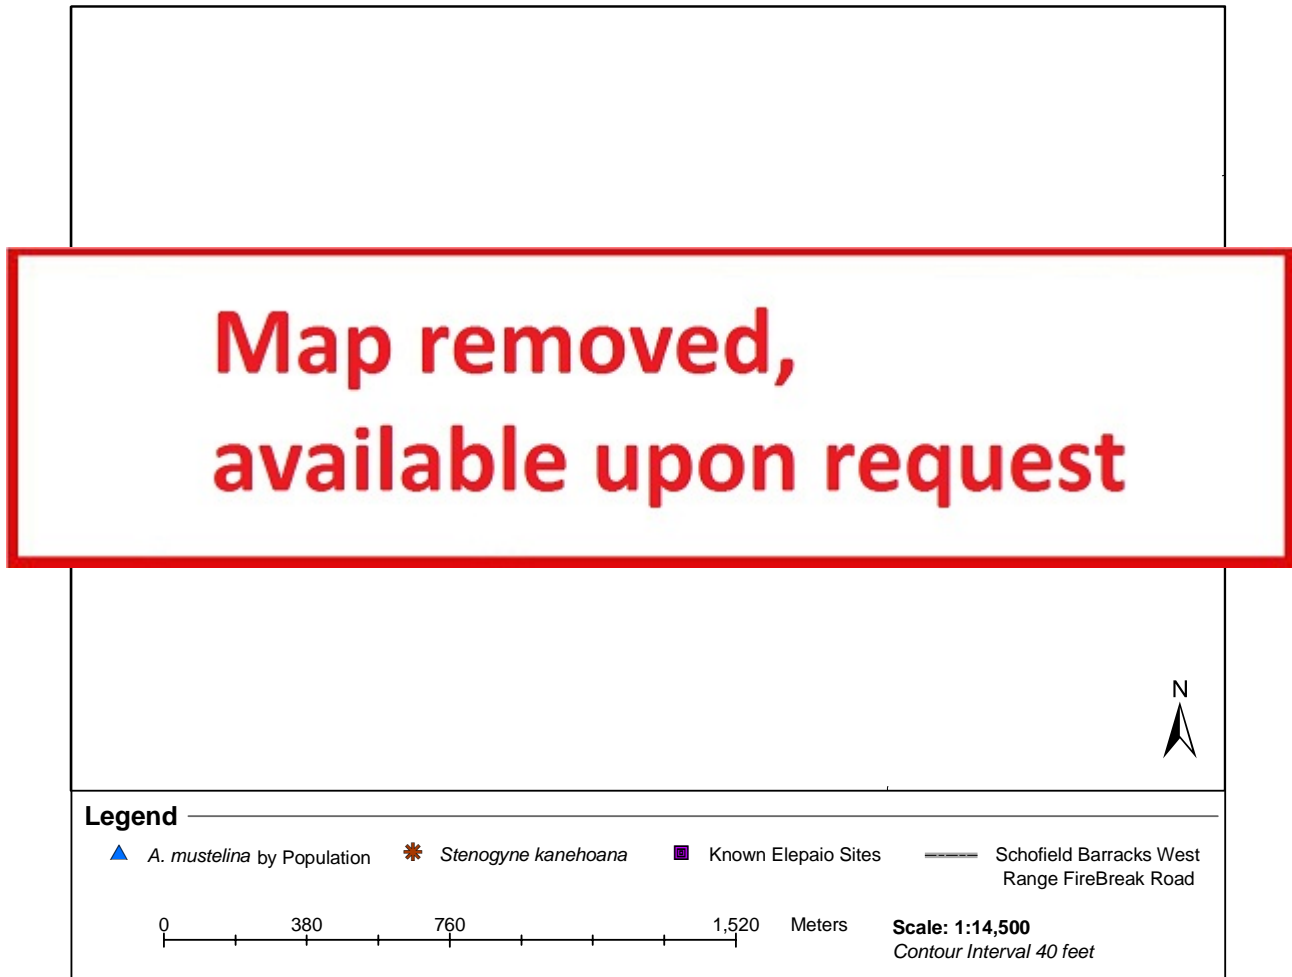 Map removed,
available upon request
N
Legend
A. mustelina by Population
Stenogyne kanehoana
Known Elepaio Sites
Schofield Barracks West
Range FireBreak Road
0 380 760 1,520 Meters
Scale: 1:14,500
Contour Interval 40 feet